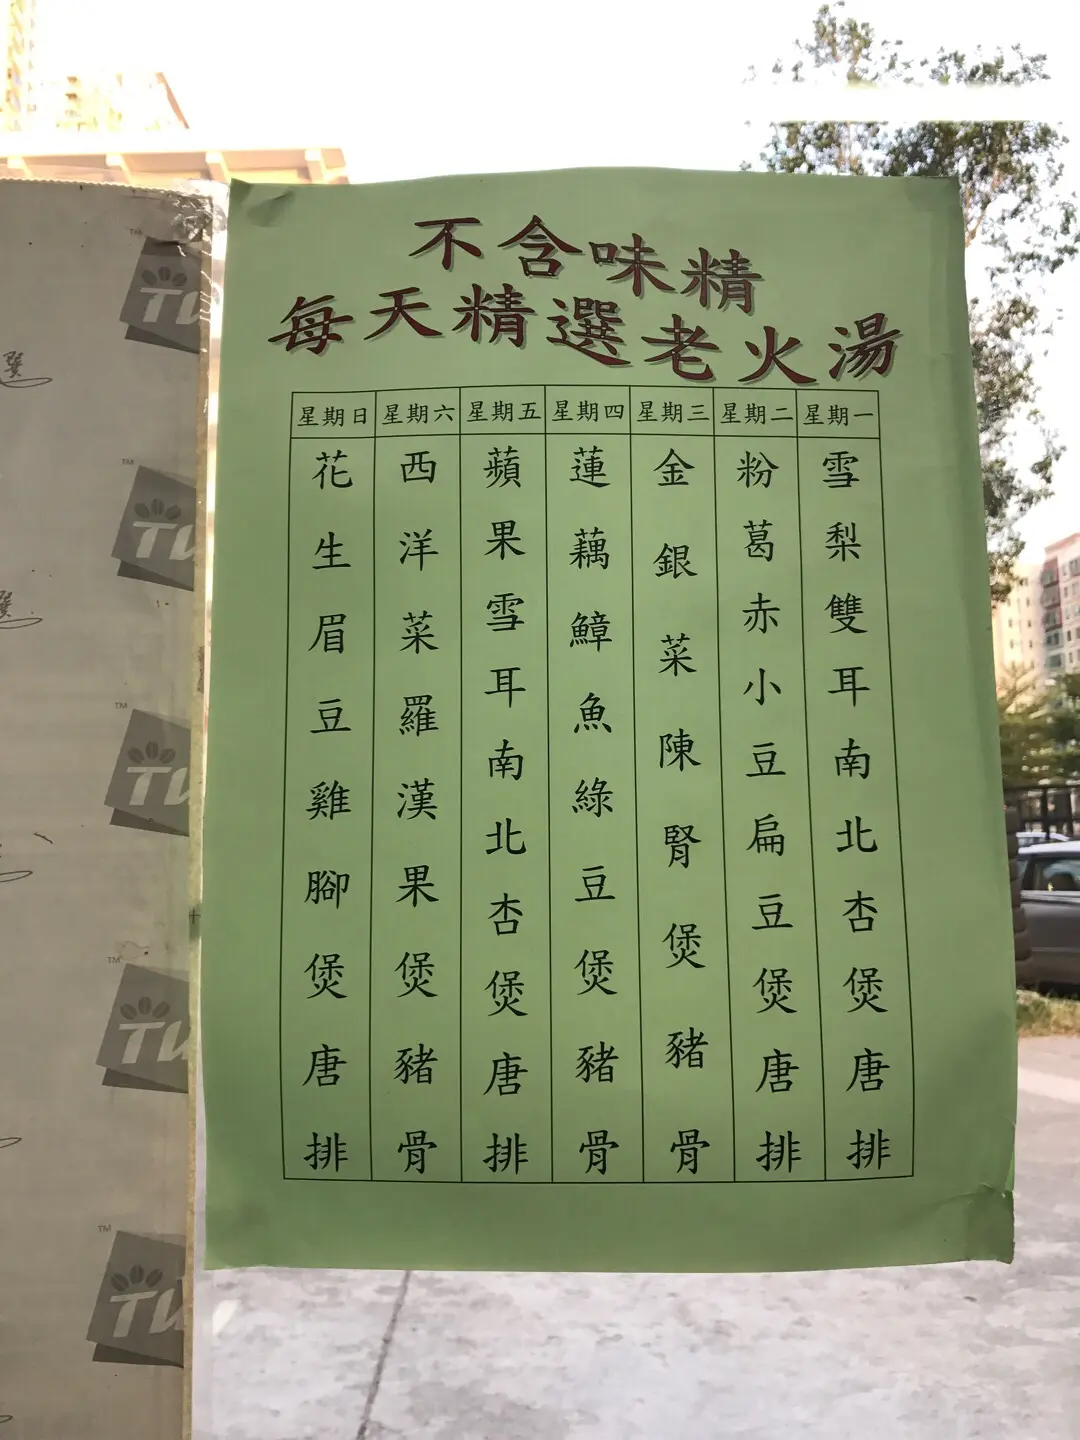 不含味精
每天精選老火湯
星期一
雪梨雙耳南北杏煲唐排
星期二
粉葛赤小豆扁豆煲唐排
星期三
金銀菜陳腎煲豬骨
星期四
蓮藕鱆魚綠豆煲豬骨
星期五
蘋果雪耳南北杏煲唐排
星期六
西洋菜羅漢果煲豬骨
星期日
花生眉豆雞腳煲唐排